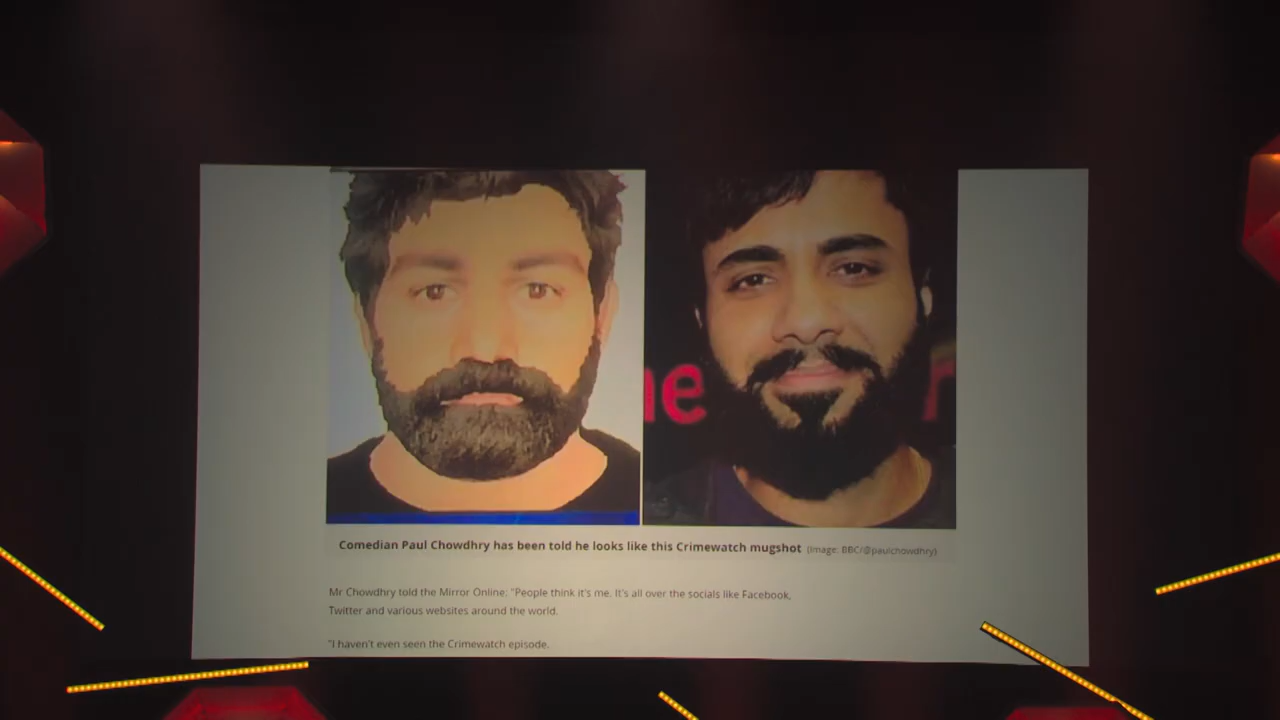 ne
Comedian Paul Chowdhry has been told he looks like this Crimewatch mugshot (Image: BBC/@paulchowdhry)
Mr Chowdhry told the Mirror Online: "People think it's me. It's all over the socials like Facebook,
Twitter and various websites around the world.
"I haven't even seen the Crimewatch episode.